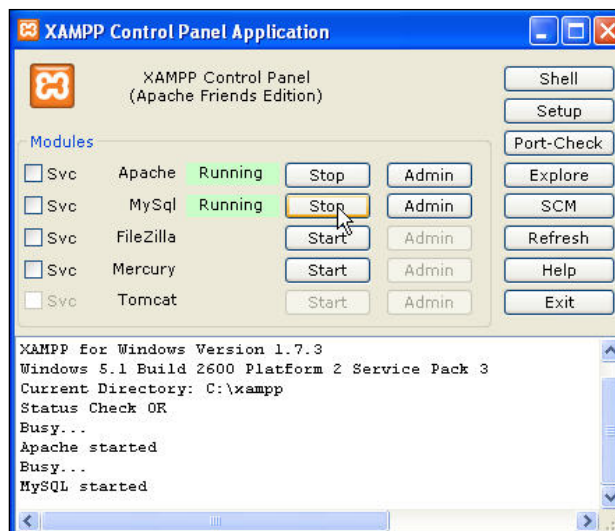 XAMPP Control Panel Application
XAMPP Control Panel
(Apache Friends Edition)
Shell
Setup
Port-Check
Explore
SCM
Refresh
Help
Exit
Modules
Svc Apache Running Stop Admin
Svc MySql Running Stop Admin
Svc FileZilla Start Admin
Svc Mercury Start Admin
Svc Tomcat Start Admin
XAMPP for Windows Version 1.7.3
Windows 5.1 Build 2600 Platform 2 Service Pack 3
Current Directory: C:\xampp
Status Check OK
Busy...
Apache started
Busy...
MySQL started